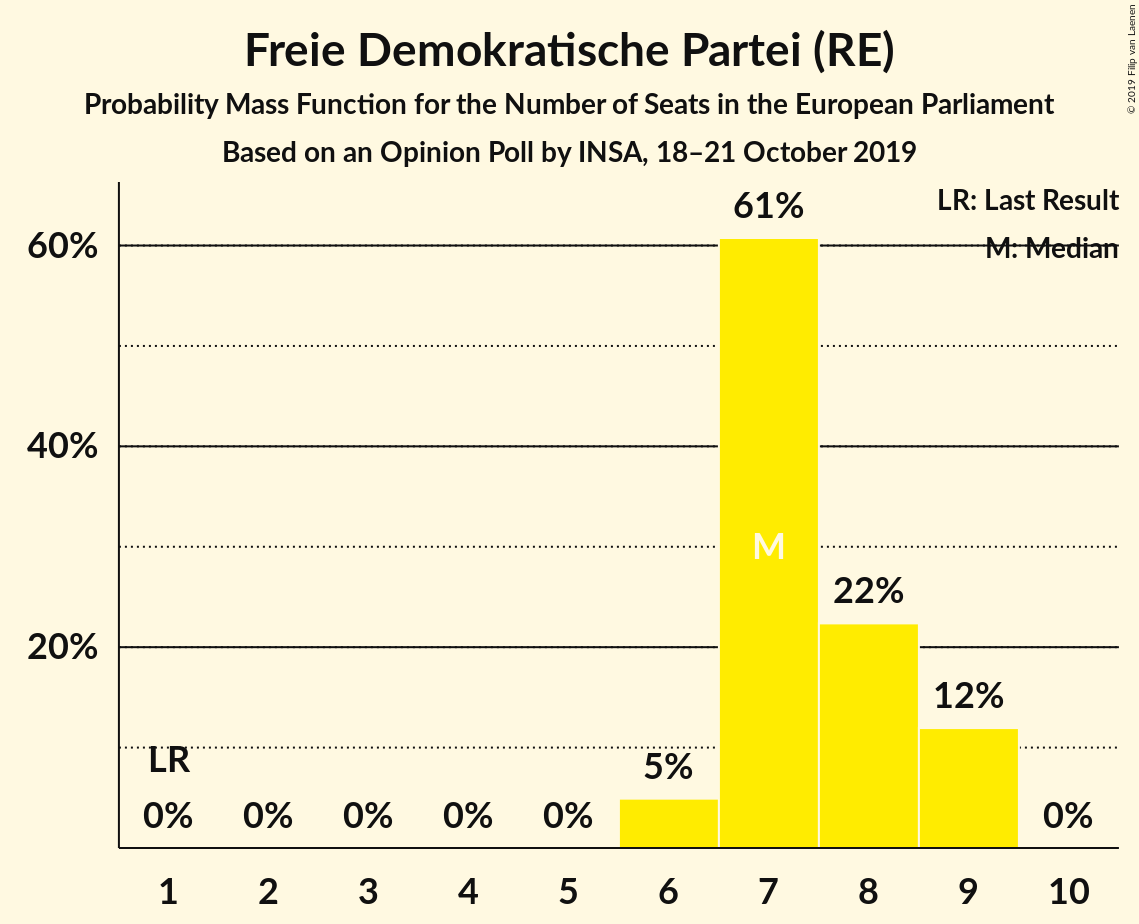 Freie Demokratische Partei (RE)
Probability Mass Function for the Number of Seats in the European Parliament
Based on an Opinion Poll by INSA, 18–21 October 2019
© 2019 Filip van Laenen
LR: Last Result
M: Median
60%
40%
20%
61%
M
22%
12%
LR
5%
0% 0% 0% 0% 0% 0%
1 2 3 4 5 6 7 8 9 10